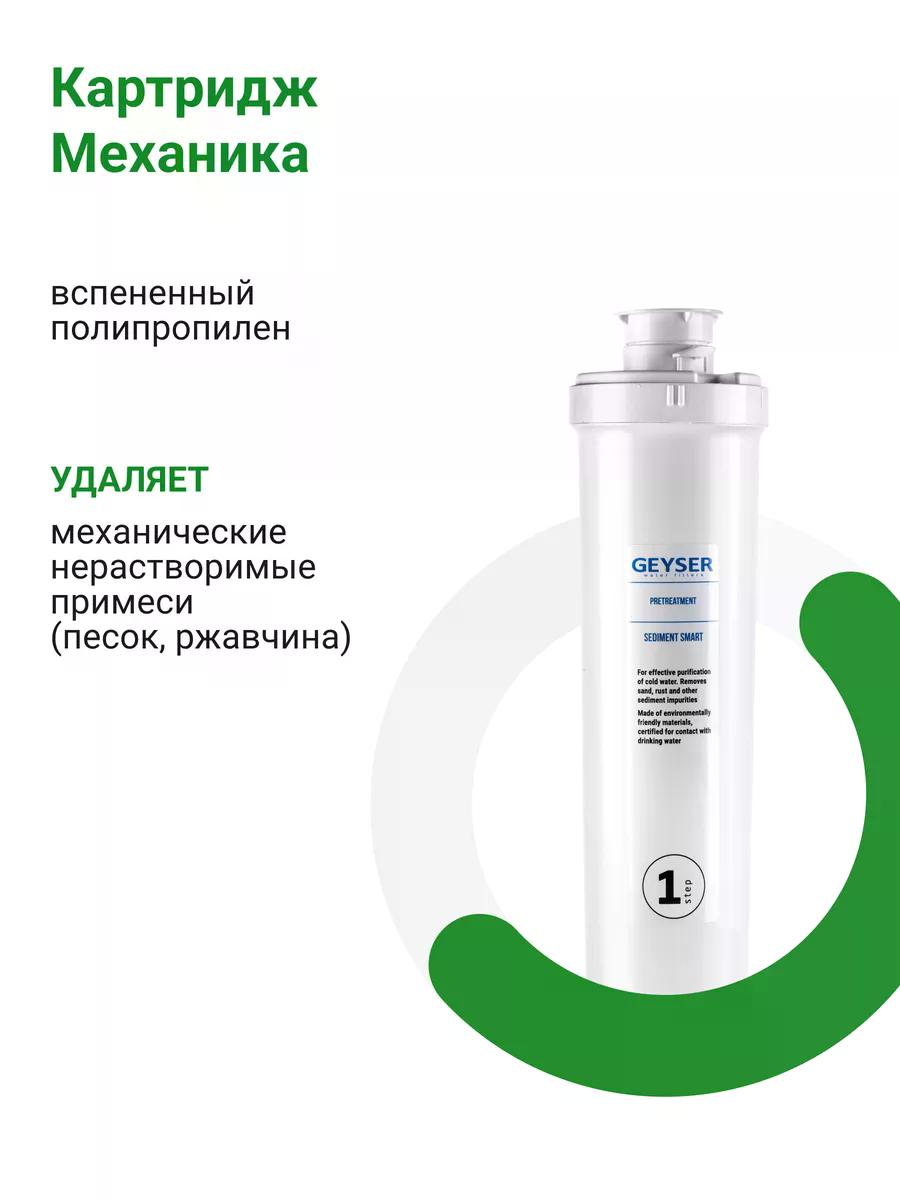 Картридж
Механика
вспененный
полипропилен
УДАЛЯЕТ
механические
нерастворимые
примеси
(песок, ржавчина)
GEYSER
water filters
PRETREATMENT
SEDIMENT SMART
For effective purification
of cold water. Removes
sand, rust and other
sediment impurities
Made of environmentally
friendly materials,
certified for contact with
drinking water
1 step